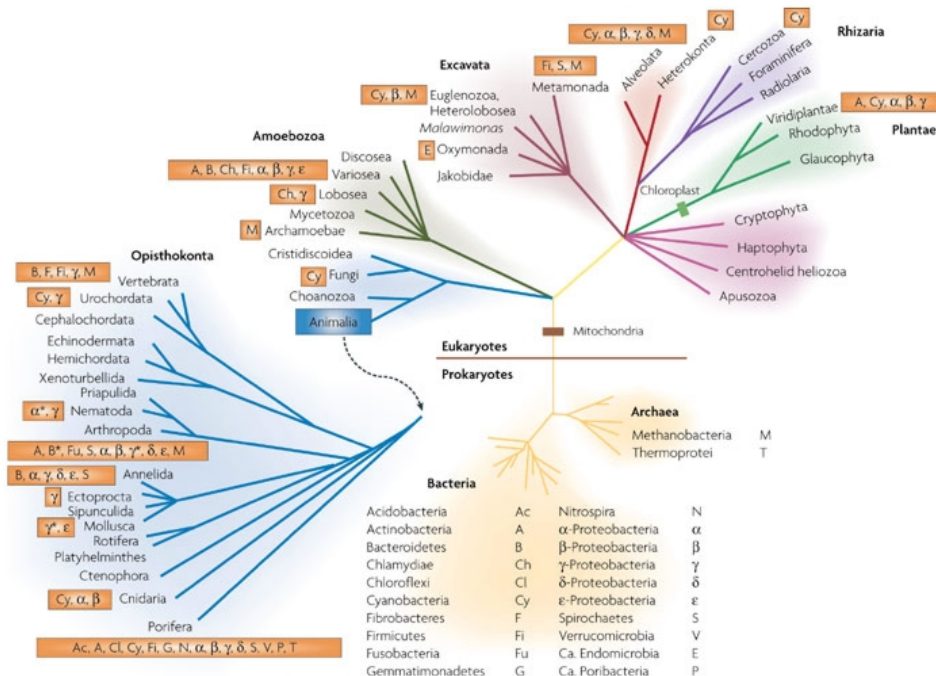 Cy, α, β, γ, δ, M
Cy
Cy
Rhizaria
Alveolata
Heterokonta
Cercozoa
Foraminifera
Radiolaria
Excavata
Fi, S, M
Metamonada
Cy, β, M
Euglenozoa,
Heterolobosea
Malawimonas
E
Oxymonada
Jakobidae
Viridiplantae
A, Cy, α, β, γ
Plantae
Rhodophyta
Glaucophyta
Chloroplast
Cryptophyta
Haptophyta
Centrohelid heliozoa
Apusozoa
Amoebozoa
Discosea
A, B, Ch, Fi, α, β, γ, ε
Variosea
Ch, γ
Lobosea
Mycetozoa
M
Archamoebae
Cristidiscoidea
Cy
Fungi
Choanozoa
Animalia
Mitochondria
Eukaryotes
Prokaryotes
Opisthokonta
B, F, Fi, γ, M
Vertebrata
Cy, γ
Urochordata
Cephalochordata
Echinodermata
Hemichordata
Xenoturbellida
Priapulida
α*, γ
Nematoda
Arthropoda
A, B*, Fu, S, α, β, γ*, δ, ε, M
B, α, γ, δ, ε, S
Annelida
γ
Ectoprocta
Sipunculida
γ*, ε
Mollusca
Rotifera
Platyhelminthes
Ctenophora
Cy, α, β
Cnidaria
Porifera
Ac, A, Cl, Cy, Fi, G, N, α, β, γ, δ, S, V, P, T
Archaea
Methanobacteria M
Thermoprotei T
Bacteria
Acidobacteria Ac Nitrospira N
Actinobacteria A α-Proteobacteria α
Bacteroidetes B β-Proteobacteria β
Chlamydiae Ch γ-Proteobacteria γ
Chloroflexi Cl δ-Proteobacteria δ
Cyanobacteria Cy ε-Proteobacteria ε
Fibrobacteres F Spirochaetes S
Firmicutes Fi Verrucomicrobia V
Fusobacteria Fu Ca. Endomicrobia E
Gemmatimonadetes G Ca. Poribacteria P